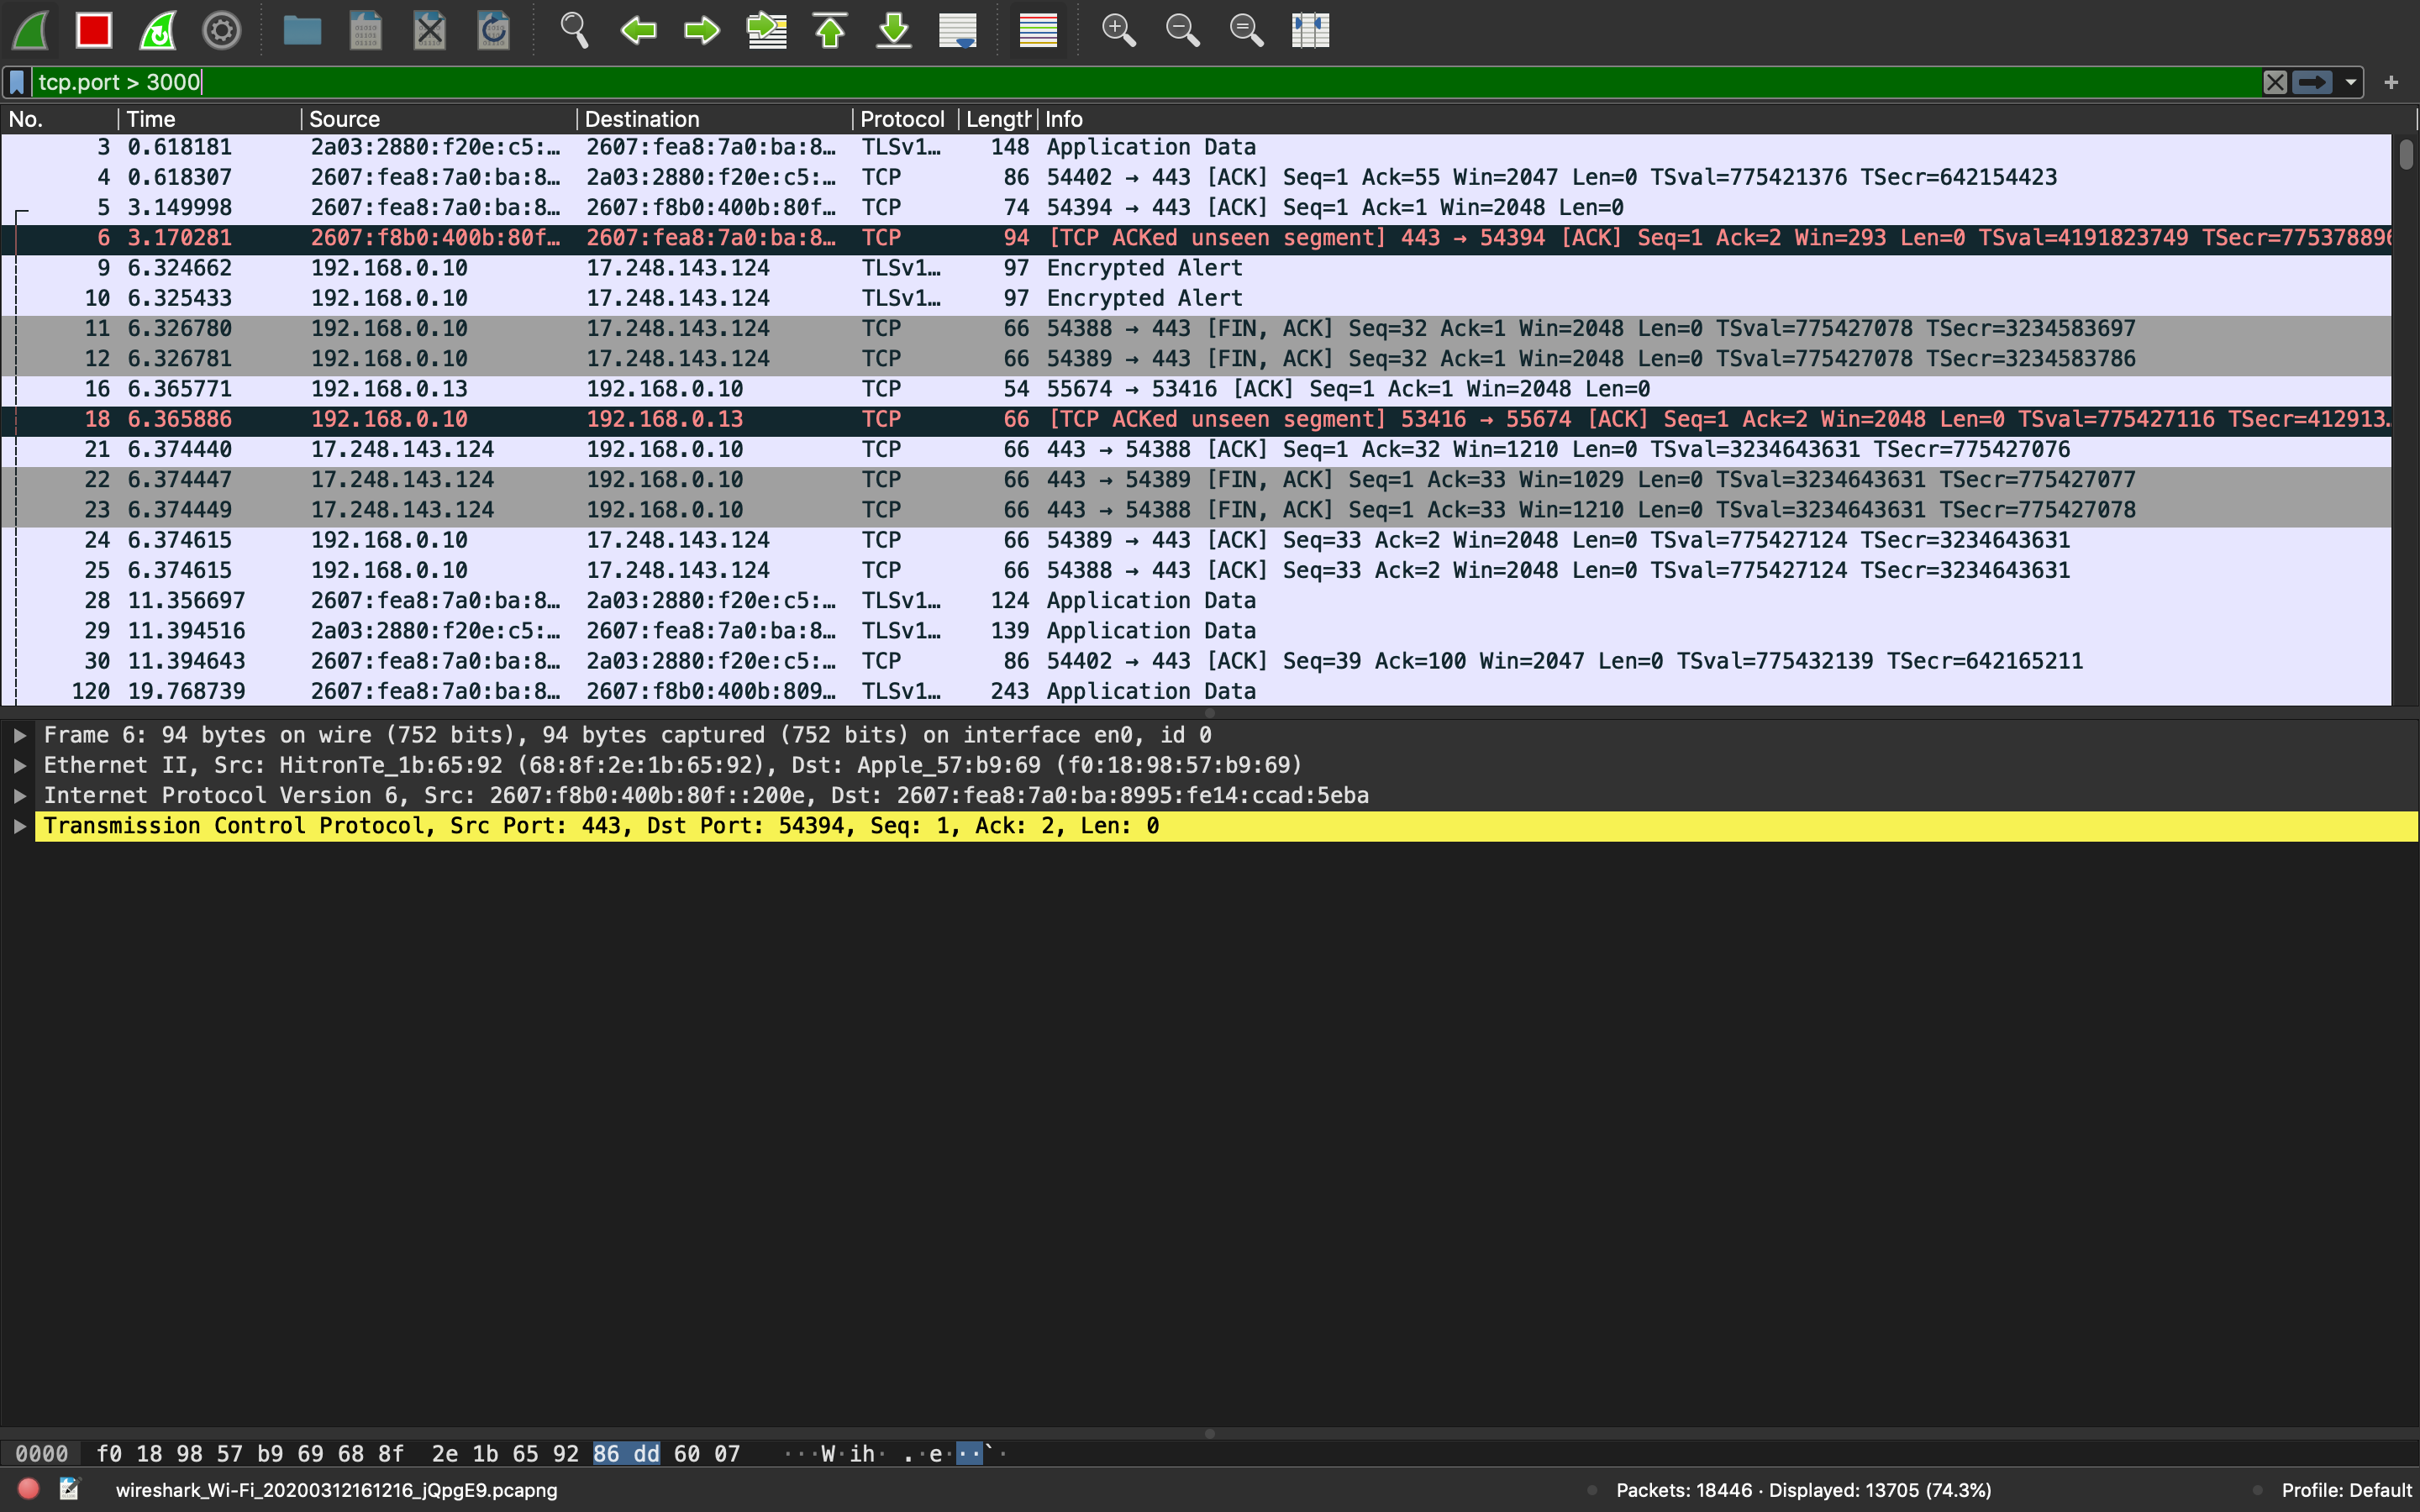 tcp.port > 3000
No. Time Source Destination Protocol Length Info
3 0.618181 2a03:2880:f20e:c5:… 2607:fea8:7a0:ba:8… TLSv1… 148 Application Data
4 0.618307 2607:fea8:7a0:ba:8… 2a03:2880:f20e:c5:… TCP 86 54402 → 443 [ACK] Seq=1 Ack=55 Win=2047 Len=0 TSval=775421376 TSecr=642154423
5 3.149998 2607:fea8:7a0:ba:8… 2607:f8b0:400b:80f… TCP 74 54394 → 443 [ACK] Seq=1 Ack=1 Win=2048 Len=0
6 3.170281 2607:f8b0:400b:80f… 2607:fea8:7a0:ba:8… TCP 94 [TCP ACKed unseen segment] 443 → 54394 [ACK] Seq=1 Ack=2 Win=293 Len=0 TSval=4191823749 TSecr=775378896
9 6.324662 192.168.0.10 17.248.143.124 TLSv1… 97 Encrypted Alert
10 6.325433 192.168.0.10 17.248.143.124 TLSv1… 97 Encrypted Alert
11 6.326780 192.168.0.10 17.248.143.124 TCP 66 54388 → 443 [FIN, ACK] Seq=32 Ack=1 Win=2048 Len=0 TSval=775427078 TSecr=3234583697
12 6.326781 192.168.0.10 17.248.143.124 TCP 66 54389 → 443 [FIN, ACK] Seq=32 Ack=1 Win=2048 Len=0 TSval=775427078 TSecr=3234583786
16 6.365771 192.168.0.13 192.168.0.10 TCP 54 55674 → 53416 [ACK] Seq=1 Ack=1 Win=2048 Len=0
18 6.365886 192.168.0.10 192.168.0.13 TCP 66 [TCP ACKed unseen segment] 53416 → 55674 [ACK] Seq=1 Ack=2 Win=2048 Len=0 TSval=775427116 TSecr=412913…
21 6.374440 17.248.143.124 192.168.0.10 TCP 66 443 → 54388 [ACK] Seq=1 Ack=32 Win=1210 Len=0 TSval=3234643631 TSecr=775427076
22 6.374447 17.248.143.124 192.168.0.10 TCP 66 443 → 54389 [FIN, ACK] Seq=1 Ack=33 Win=1029 Len=0 TSval=3234643631 TSecr=775427077
23 6.374449 17.248.143.124 192.168.0.10 TCP 66 443 → 54388 [FIN, ACK] Seq=1 Ack=33 Win=1210 Len=0 TSval=3234643631 TSecr=775427078
24 6.374615 192.168.0.10 17.248.143.124 TCP 66 54389 → 443 [ACK] Seq=33 Ack=2 Win=2048 Len=0 TSval=775427124 TSecr=3234643631
25 6.374615 192.168.0.10 17.248.143.124 TCP 66 54388 → 443 [ACK] Seq=33 Ack=2 Win=2048 Len=0 TSval=775427124 TSecr=3234643631
28 11.356697 2607:fea8:7a0:ba:8… 2a03:2880:f20e:c5:… TLSv1… 124 Application Data
29 11.394516 2a03:2880:f20e:c5:… 2607:fea8:7a0:ba:8… TLSv1… 139 Application Data
30 11.394643 2607:fea8:7a0:ba:8… 2a03:2880:f20e:c5:… TCP 86 54402 → 443 [ACK] Seq=39 Ack=100 Win=2047 Len=0 TSval=775432139 TSecr=642165211
120 19.768739 2607:fea8:7a0:ba:8… 2607:f8b0:400b:809… TLSv1… 243 Application Data
Frame 6: 94 bytes on wire (752 bits), 94 bytes captured (752 bits) on interface en0, id 0
Ethernet II, Src: HitronTe_1b:65:92 (68:8f:2e:1b:65:92), Dst: Apple_57:b9:69 (f0:18:98:57:b9:69)
Internet Protocol Version 6, Src: 2607:f8b0:400b:80f::200e, Dst: 2607:fea8:7a0:ba:8995:fe14:ccad:5eba
Transmission Control Protocol, Src Port: 443, Dst Port: 54394, Seq: 1, Ack: 2, Len: 0
0000 f0 18 98 57 b9 69 68 8f 2e 1b 65 92 86 dd 60 07 ···W·ih· .·e···`·
wireshark_Wi-Fi_20200312161216_jQpgE9.pcapng
Packets: 18446 · Displayed: 13705 (74.3%)
Profile: Default